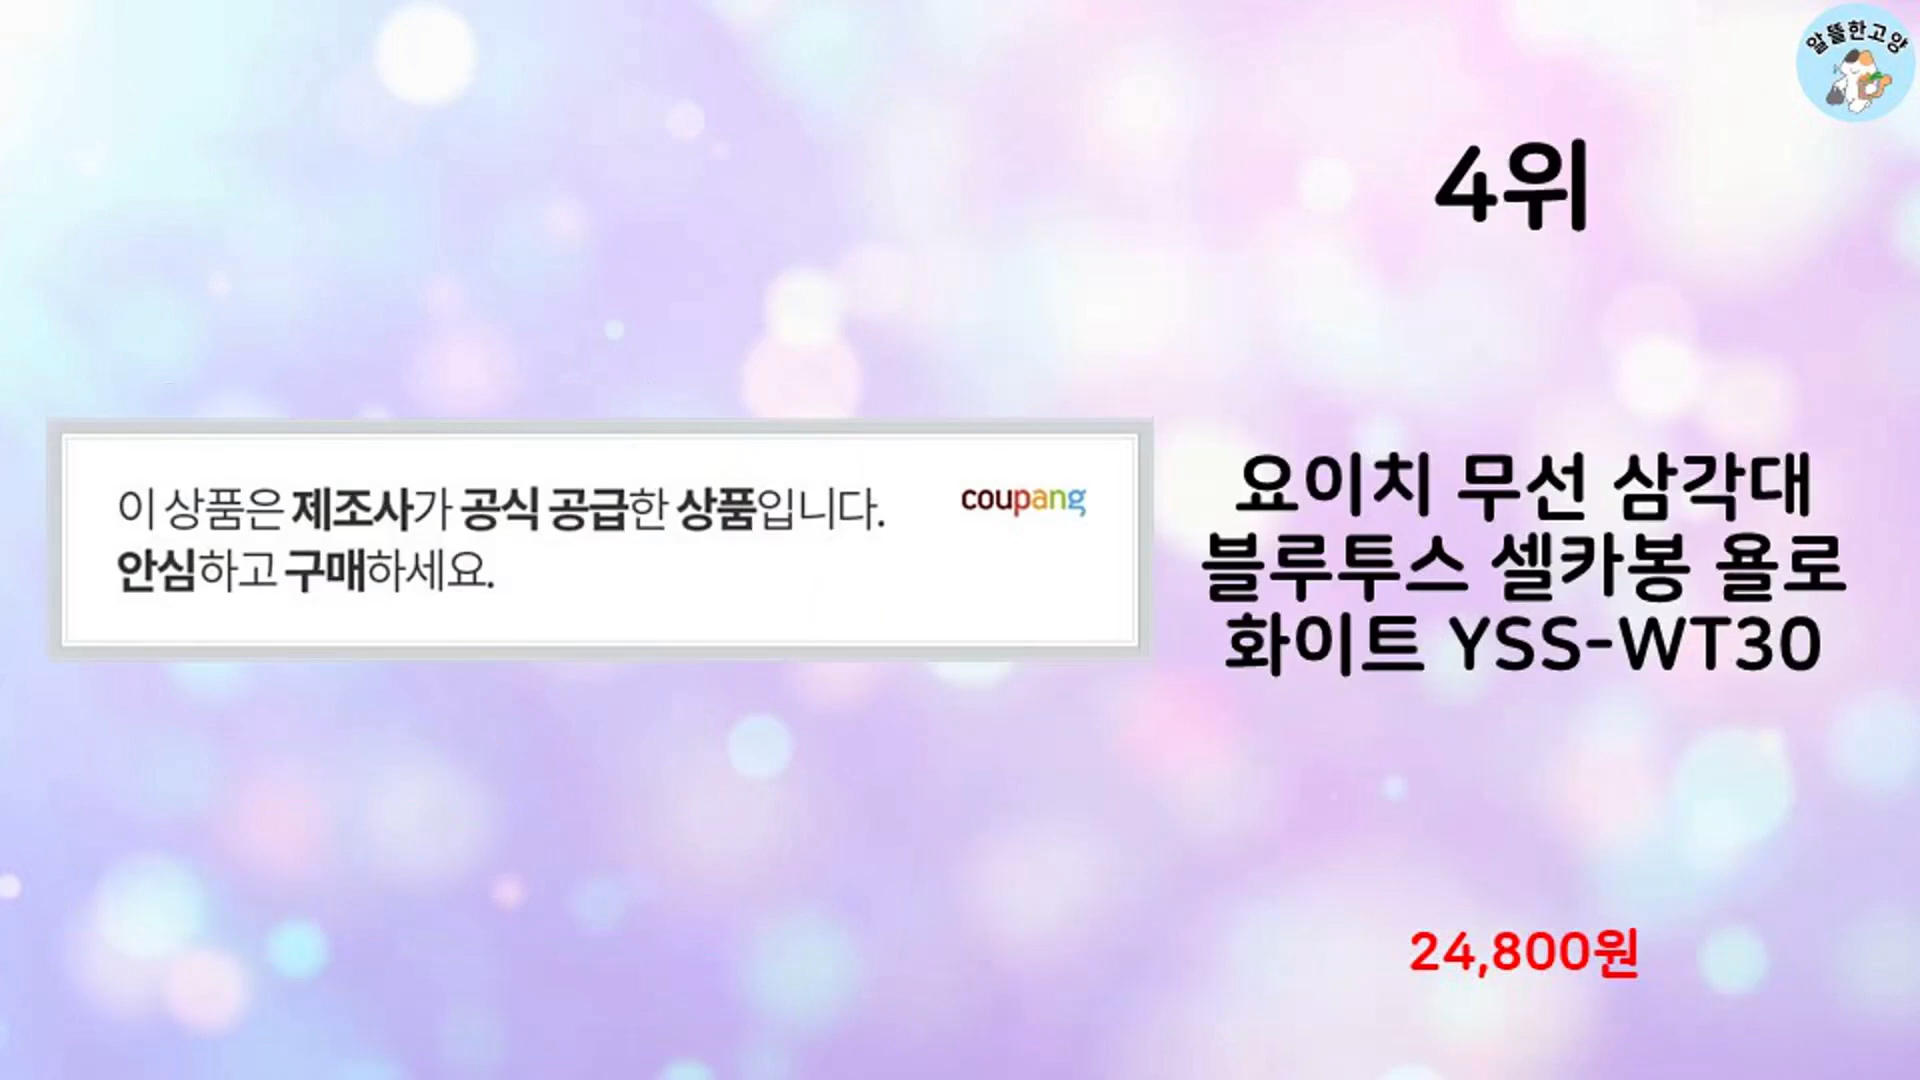 알뜰한고양
4위
이 상품은 제조사가 공식 공급한 상품입니다.
안심하고 구매하세요.
coupang
요이치 무선 삼각대
블루투스 셀카봉 욜로
화이트 YSS-WT30
24,800원